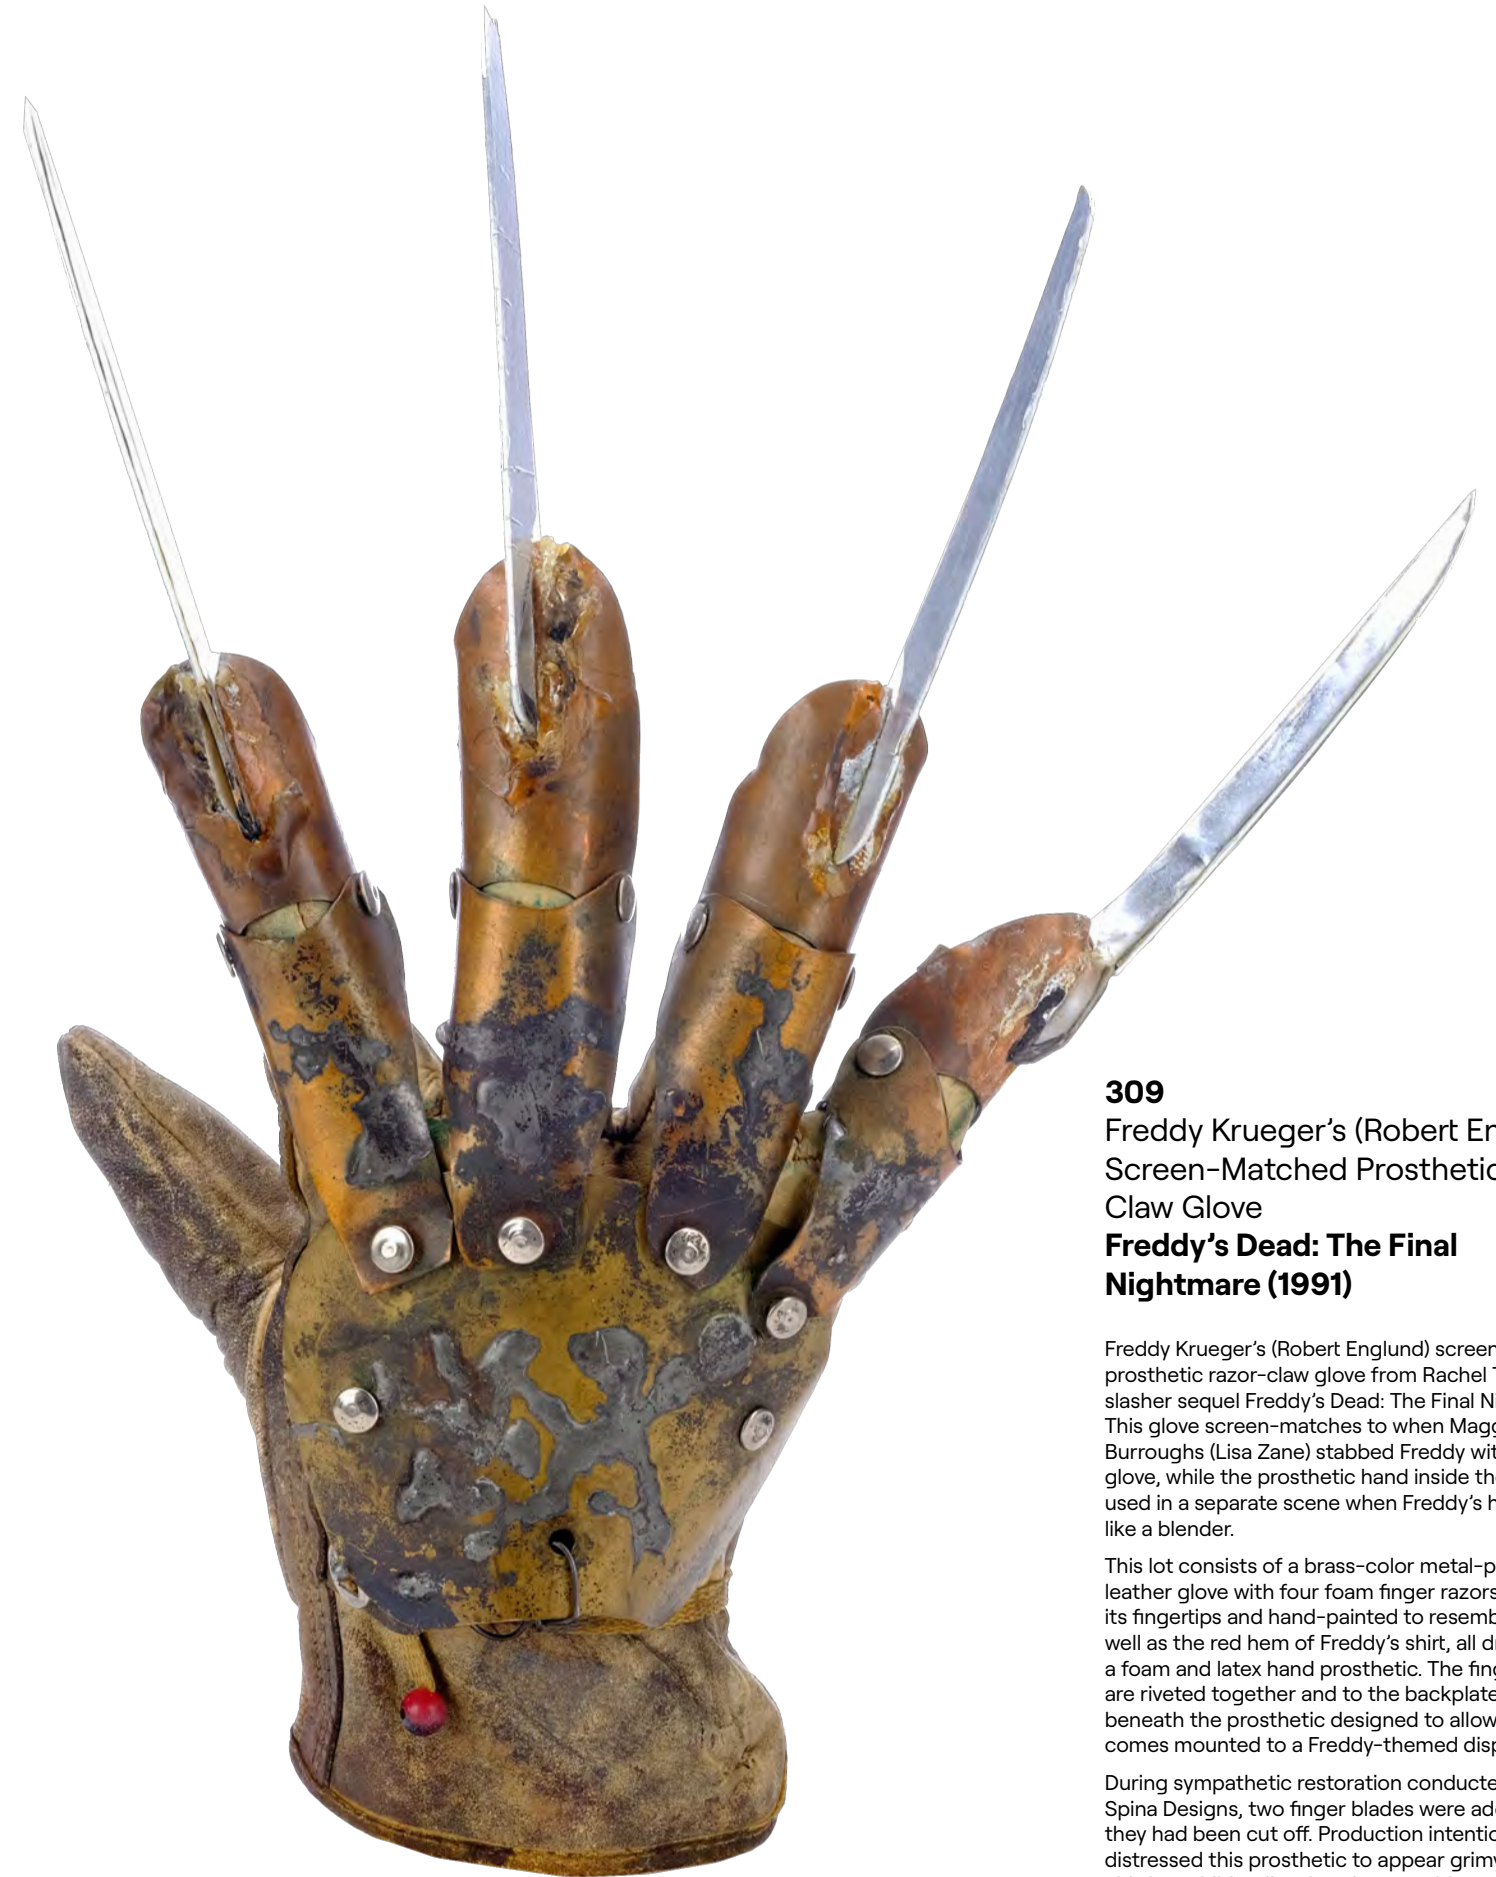 309
Freddy Krueger's (Robert En
Screen-Matched Prosthetic
Claw Glove
Freddy's Dead: The Final
Nightmare (1991)
Freddy Krueger's (Robert Englund) screen
prosthetic razor-claw glove from Rachel T
slasher sequel Freddy's Dead: The Final N
This glove screen-matches to when Magg
Burroughs (Lisa Zane) stabbed Freddy wit
glove, while the prosthetic hand inside th
used in a separate scene when Freddy's h
like a blender.
This lot consists of a brass-color metal-p
leather glove with four foam finger razors
its fingertips and hand-painted to resemb
well as the red hem of Freddy's shirt, all d
a foam and latex hand prosthetic. The fing
are riveted together and to the backplate
beneath the prosthetic designed to allow
comes mounted to a Freddy-themed disp
During sympathetic restoration conducte
Spina Designs, two finger blades were ad
they had been cut off. Production intentio
distressed this prosthetic to appear grimy